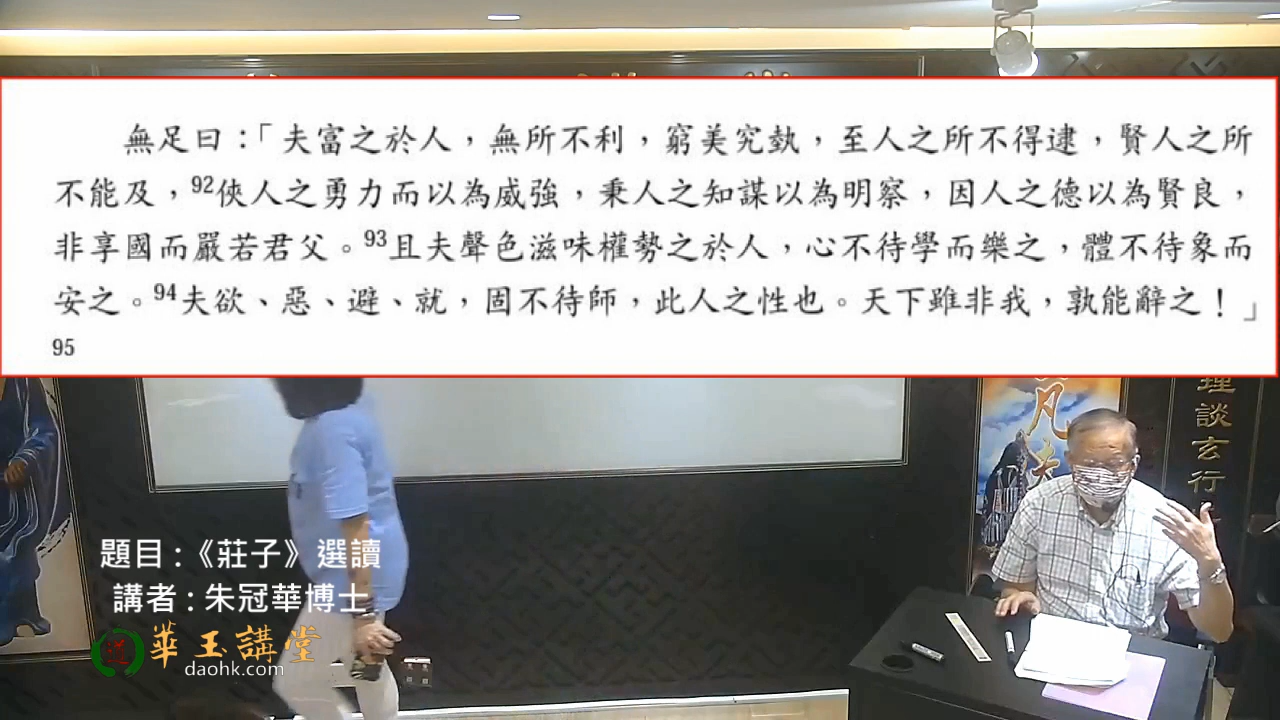 無足曰：「夫富之於人，無所不利，窮美究埶，至人之所不得逮，賢人之所
不能及，92俠人之勇力而以為威強，秉人之知謀以為明察，因人之德以為賢良，
非享國而嚴若君父。93且夫聲色滋味權勢之於人，心不待學而樂之，體不待象而
安之。94夫欲、惡、避、就，固不待師，此人之性也。天下雖非我，孰能辭之！」
95
凡夫
理談玄行
題目：《莊子》選讀
講者：朱冠華博士
道
華玉講堂
daohk.com